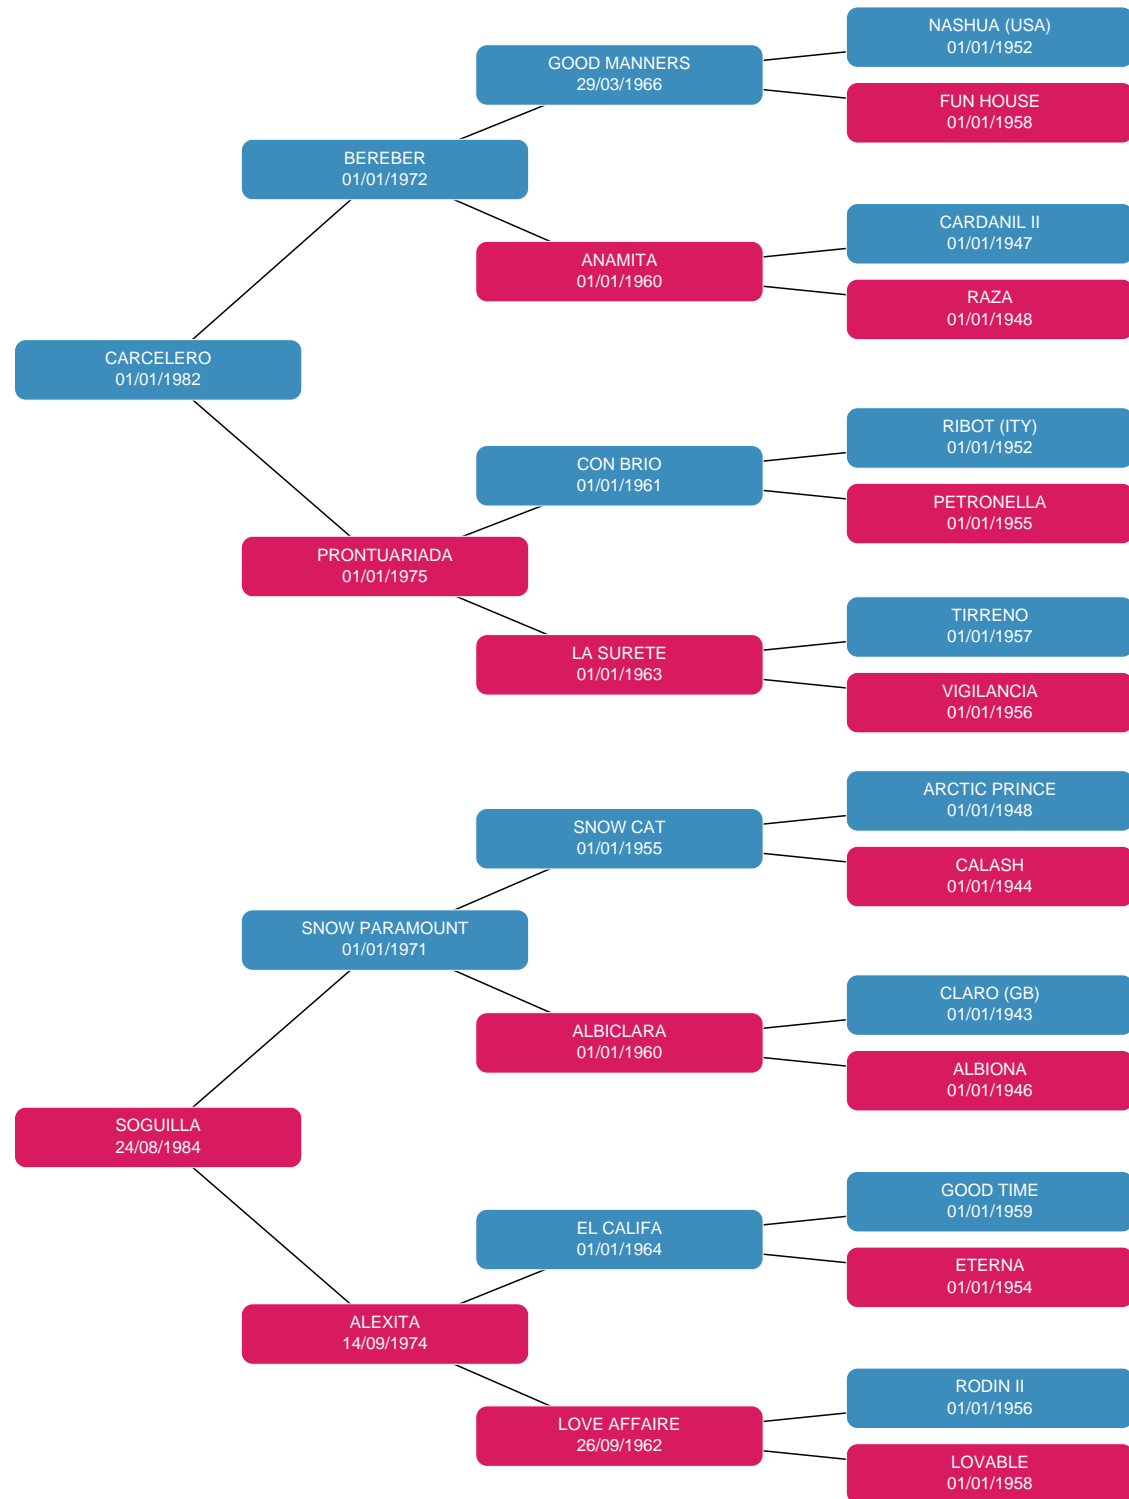 NASHUA (USA)
01/01/1952
GOOD MANNERS
29/03/1966
FUN HOUSE
01/01/1958
BEREBER
01/01/1972
CARDANIL II
01/01/1947
ANAMITA
01/01/1960
RAZA
01/01/1948
CARCELERO
01/01/1982
RIBOT (ITY)
01/01/1952
CON BRIO
01/01/1961
PETRONELLA
01/01/1955
PRONTUARIADA
01/01/1975
TIRRENO
01/01/1957
LA SURETE
01/01/1963
VIGILANCIA
01/01/1956
ARCTIC PRINCE
01/01/1948
SNOW CAT
01/01/1955
CALASH
01/01/1944
SNOW PARAMOUNT
01/01/1971
CLARO (GB)
01/01/1943
ALBICLARA
01/01/1960
ALBIONA
01/01/1946
SOGUILLA
24/08/1984
GOOD TIME
01/01/1959
EL CALIFA
01/01/1964
ETERNA
01/01/1954
ALEXITA
14/09/1974
RODIN II
01/01/1956
LOVE AFFAIRE
26/09/1962
LOVABLE
01/01/1958